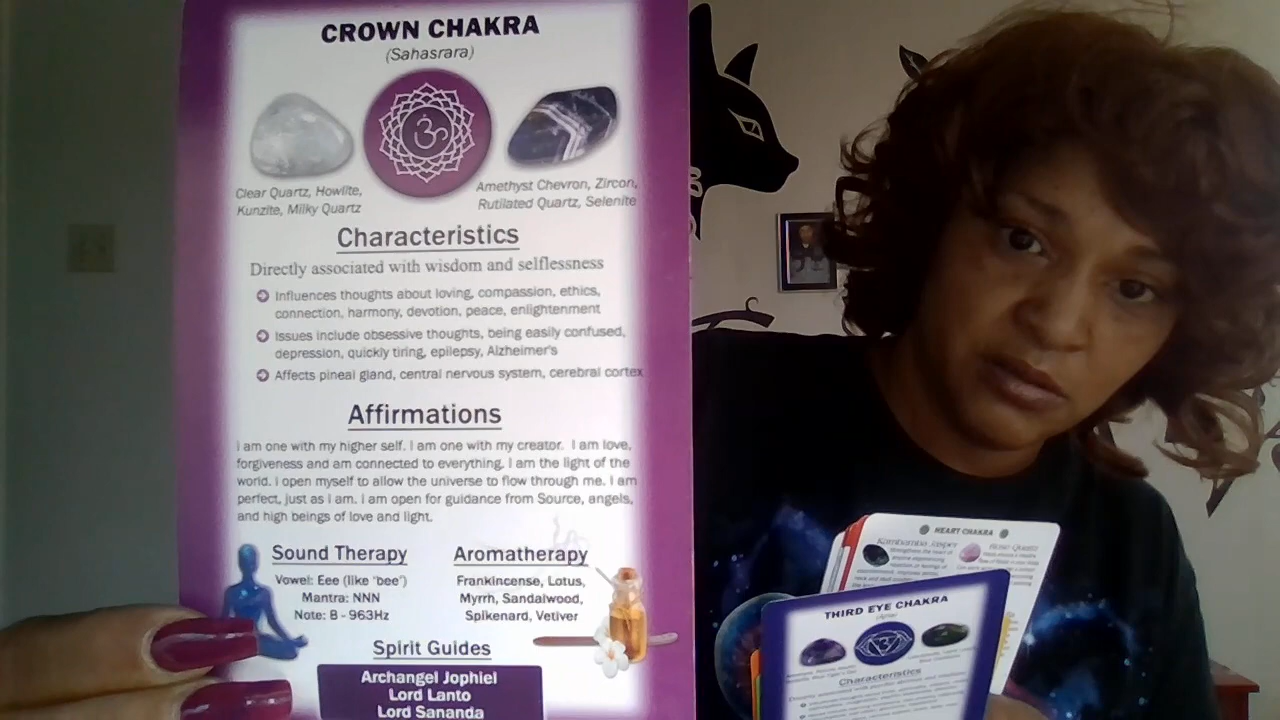 CROWN CHAKRA
(Sahasrara)
Clear Quartz, Howlite,
Kunzite, Milky Quartz
Amethyst Chevron, Zircon,
Rutilated Quartz, Selenite
Characteristics
Directly associated with wisdom and selflessness
Influences thoughts about loving, compassion, ethics,
connection, harmony, devotion, peace, enlightenment
Issues include obsessive thoughts, being easily confused,
depression, quickly tiring, epilepsy, Alzheimer's
Affects pineal gland, central nervous system, cerebral cortex
Affirmations
I am one with my higher self. I am one with my creator. I am love,
forgiveness and am connected to everything. I am the light of the
world. I open myself to allow the universe to flow through me. I am
perfect, just as I am. I am open for guidance from Source, angels,
and high beings of love and light.
Sound Therapy
Vowel: Eee (like "bee")
Mantra: NNN
Note: B - 963Hz
Aromatherapy
Frankincense, Lotus,
Myrrh, Sandalwood,
Spikenard, Vetiver
Spirit Guides
Archangel Jophiel
Lord Lanto
Lord Sananda
HEART CHAKRA
Kambamba Jasper
Rose Quartz
THIRD EYE CHAKRA
Characteristics